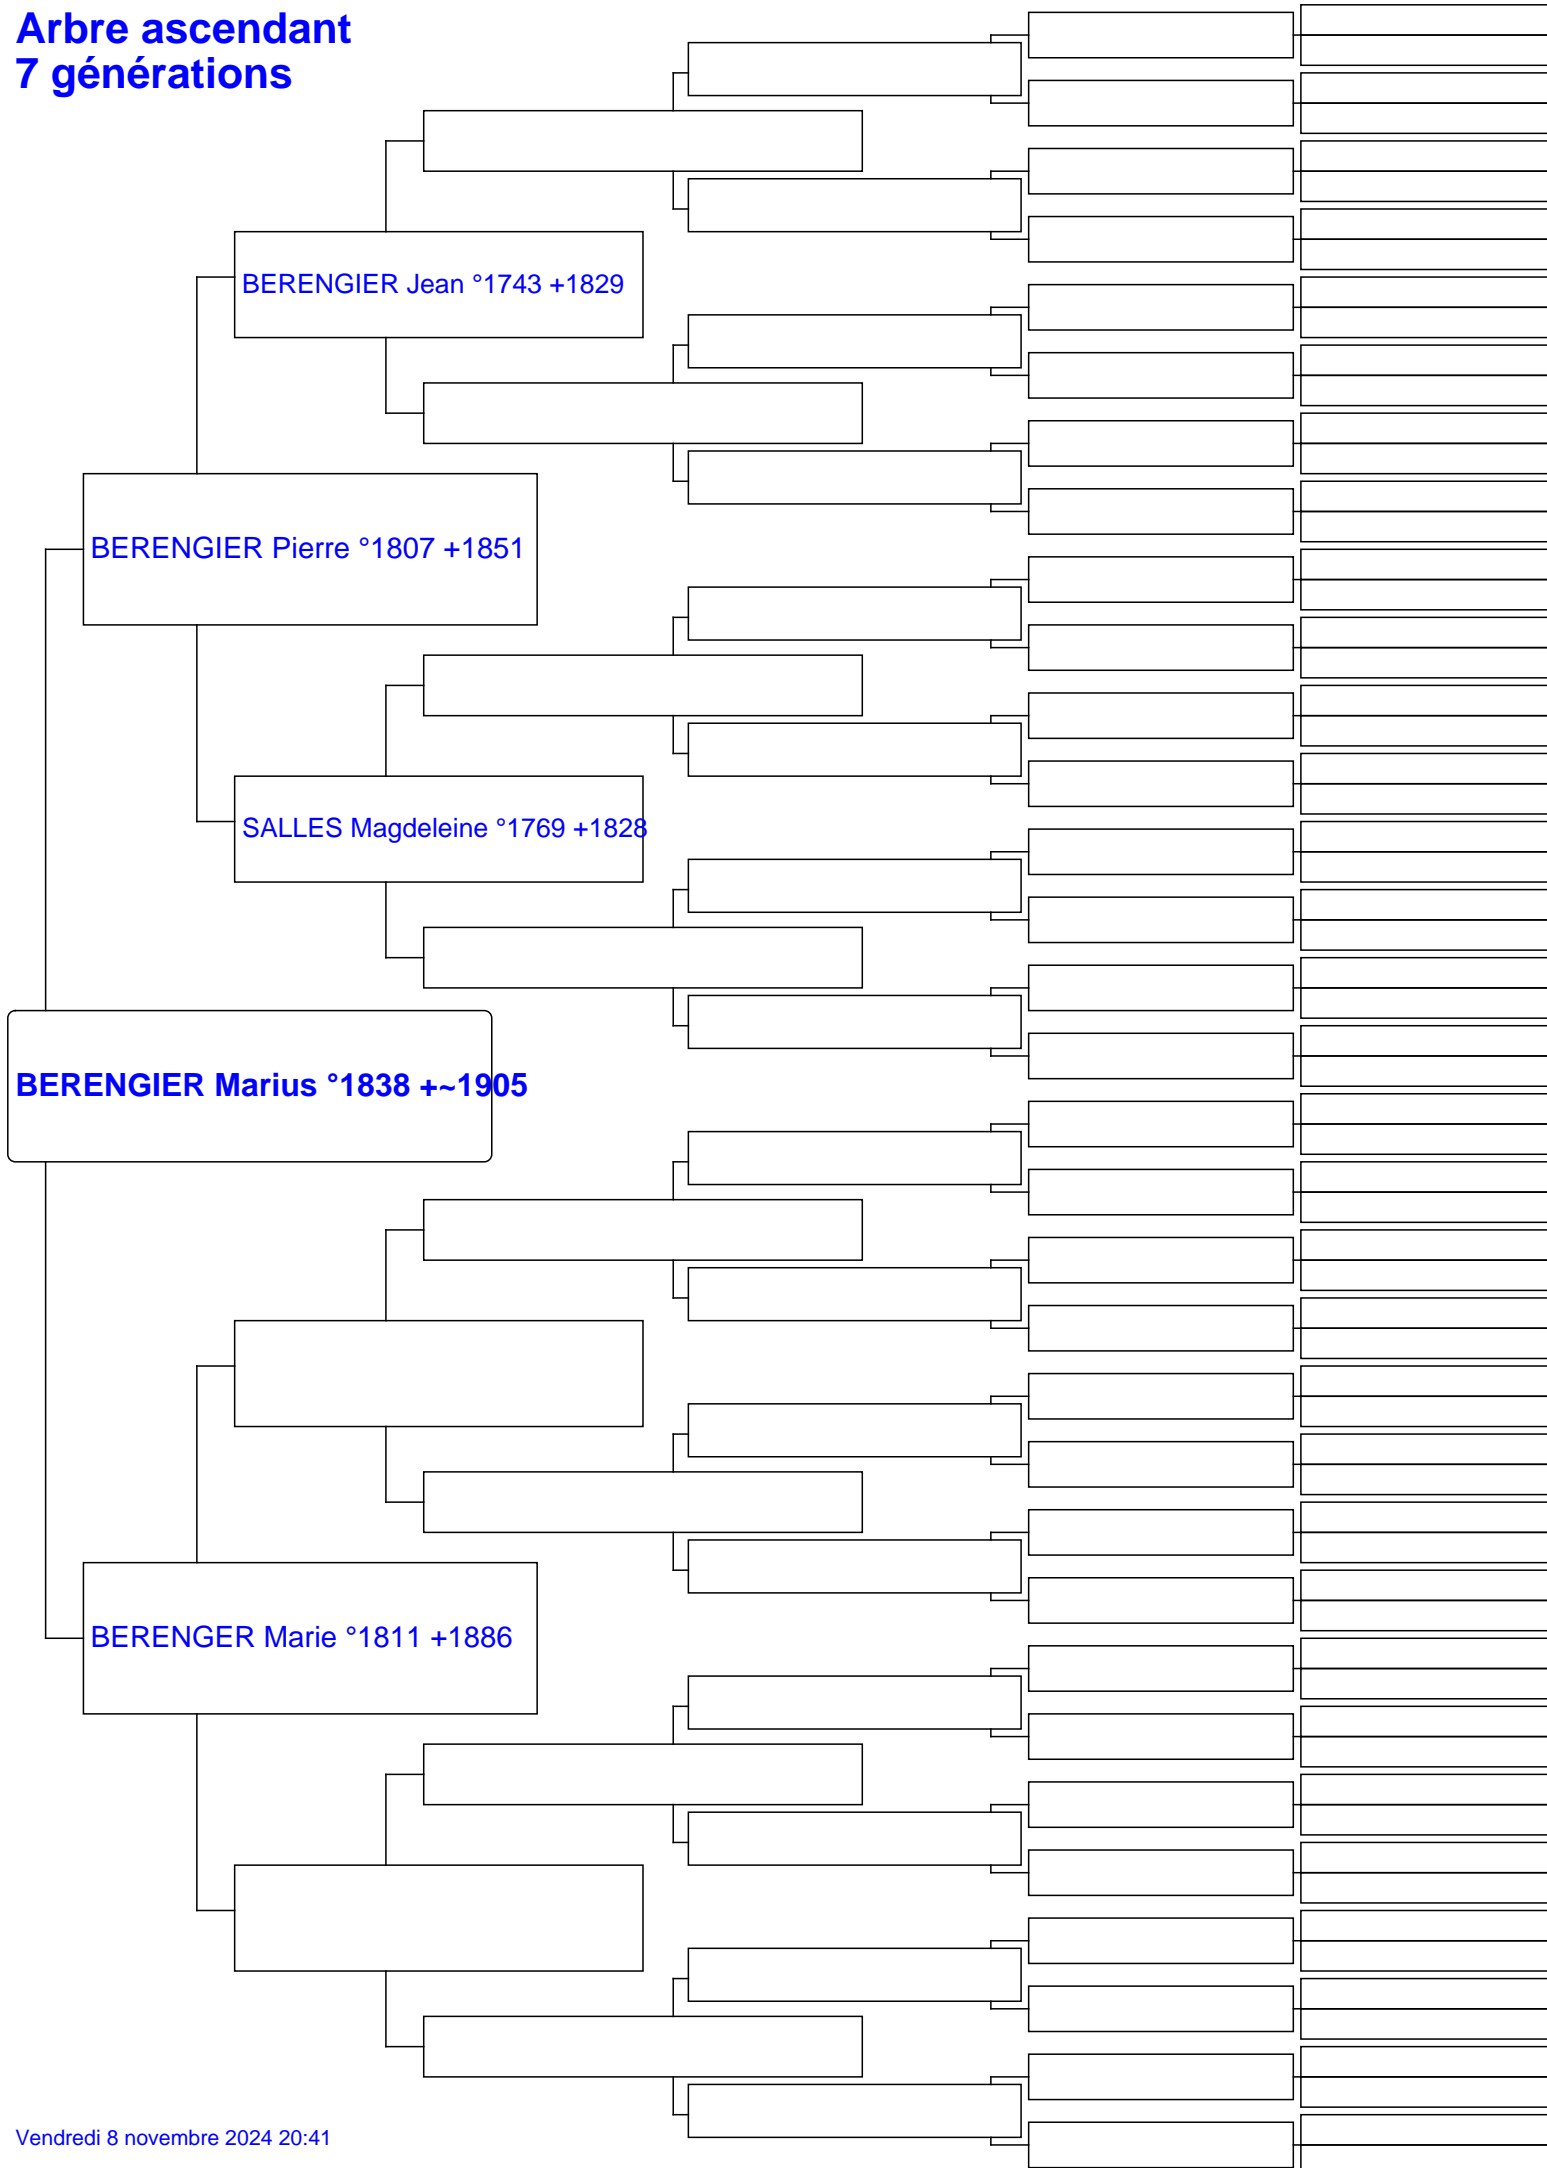 Arbre ascendant
7 générations
BERENGIER Jean °1743 +1829
BERENGIER Pierre °1807 +1851
SALLES Magdeleine °1769 +1828
BERENGIER Marius °1838 +~1905
BERENGER Marie °1811 +1886
Vendredi 8 novembre 2024 20:41